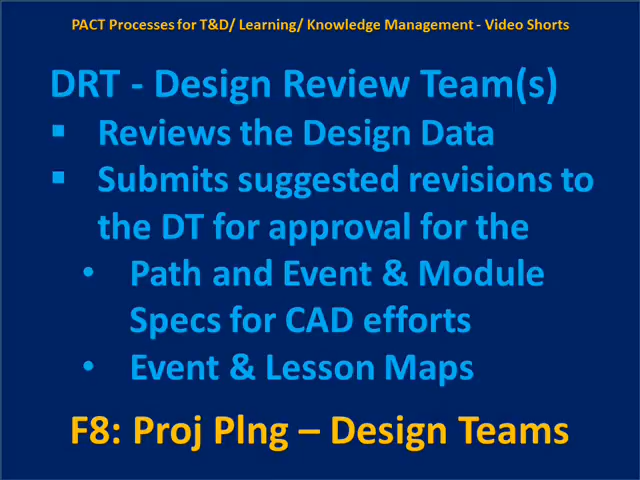 PACT Processes for T&D/ Learning/ Knowledge Management - Video Shorts
DRT - Design Review Team(s)
▪ Reviews the Design Data
▪ Submits suggested revisions to
the DT for approval for the
• Path and Event & Module
Specs for CAD efforts
• Event & Lesson Maps
F8: Proj Plng – Design Teams